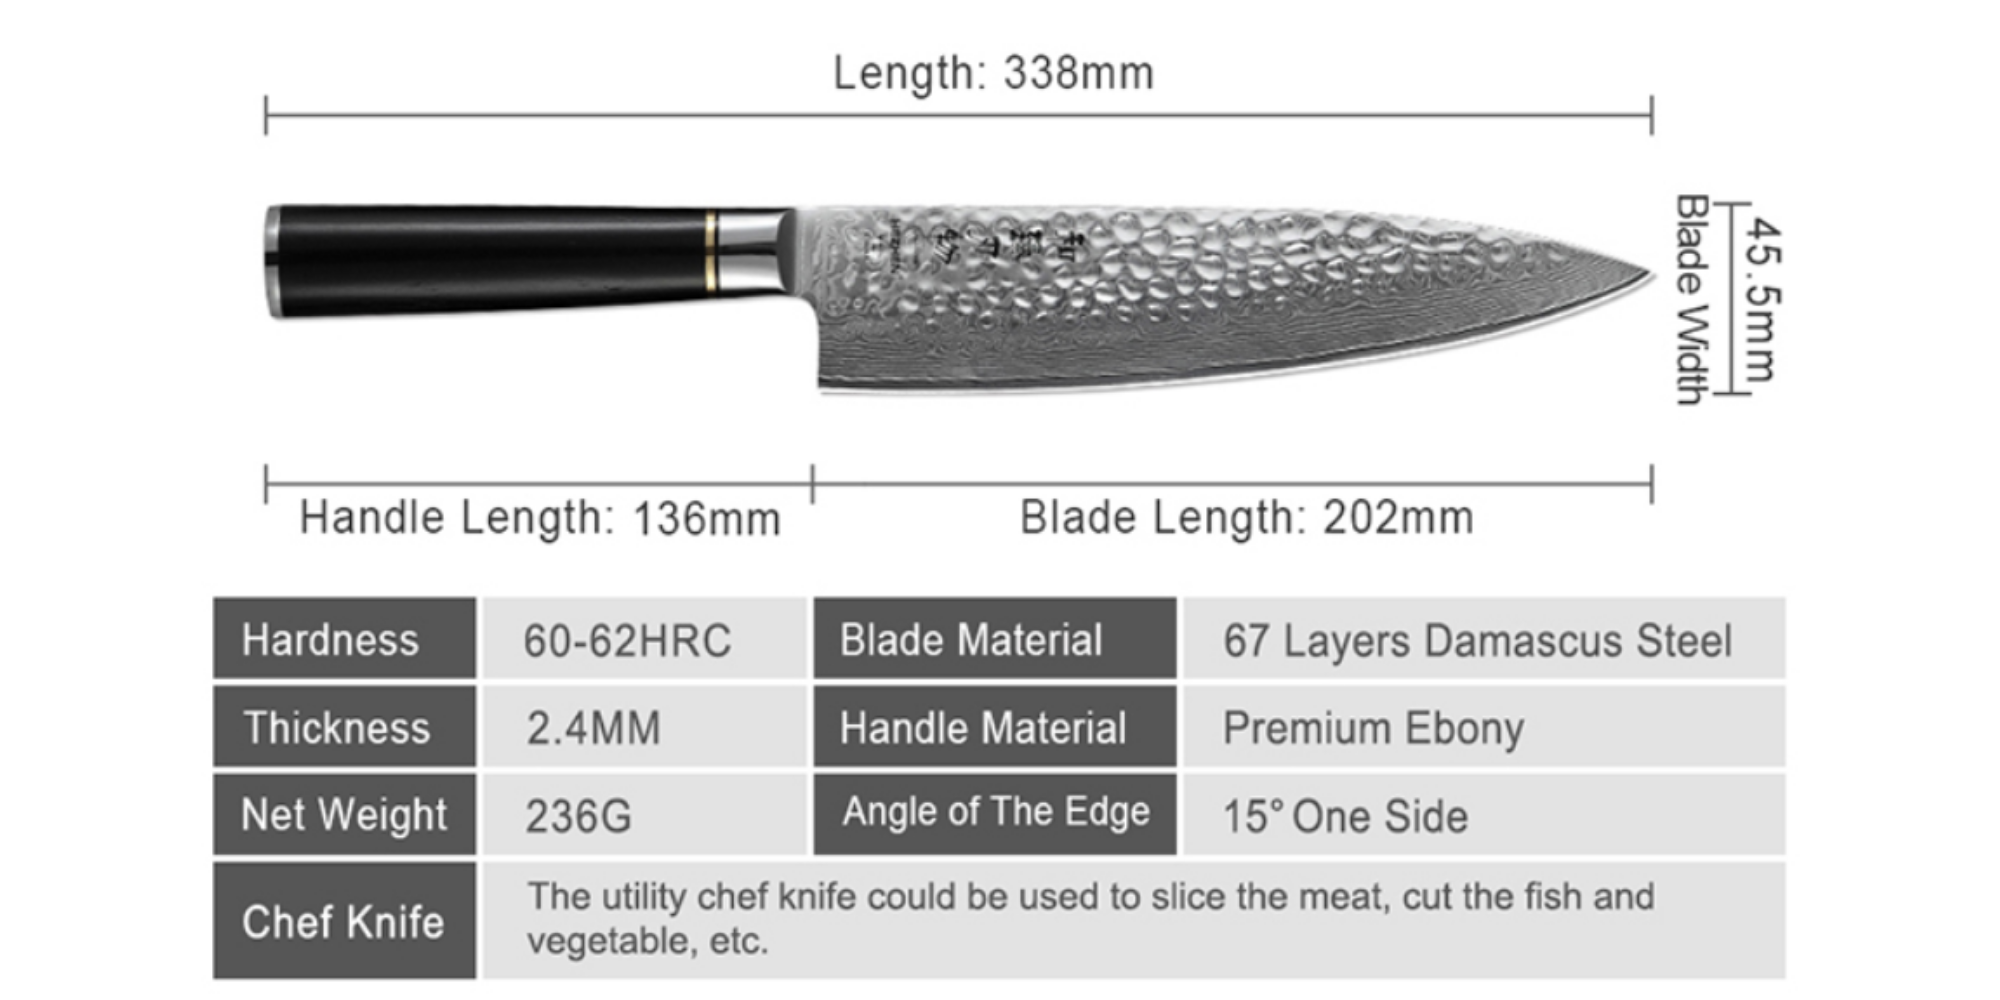 Length: 338mm
Blade Width
45.5mm
Handle Length: 136mm
Blade Length: 202mm
Hardness
60-62HRC
Blade Material
67 Layers Damascus Steel
Thickness
2.4MM
Handle Material
Premium Ebony
Net Weight
236G
Angle of The Edge
15° One Side
Chef Knife
The utility chef knife could be used to slice the meat, cut the fish and
vegetable, etc.